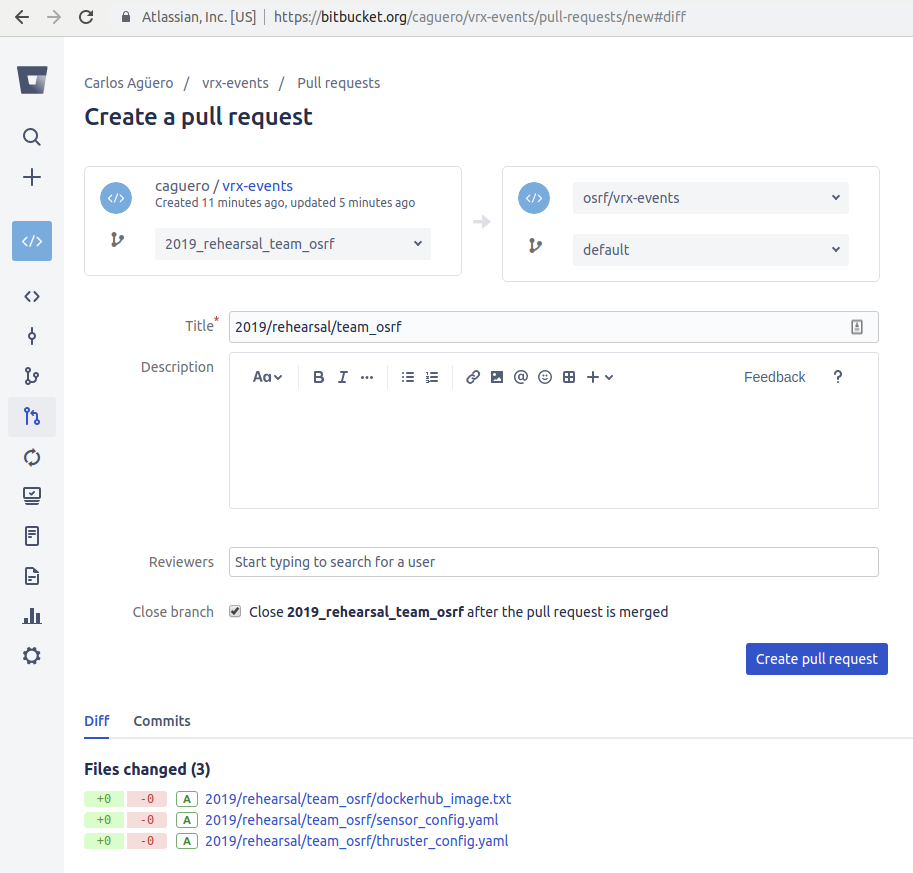 Atlassian, Inc. [US] | https://bitbucket.org/caguero/vrx-events/pull-requests/new#diff
Carlos Agüero / vrx-events / Pull requests
Create a pull request
caguero / vrx-events
Created 11 minutes ago, updated 5 minutes ago
2019_rehearsal_team_osrf
osrf/vrx-events
default
Title* 2019/rehearsal/team_osrf
Description
Aa B I ••• @ + Feedback ?
Reviewers Start typing to search for a user
Close branch Close 2019_rehearsal_team_osrf after the pull request is merged
Create pull request
Diff Commits
Files changed (3)
+0 -0 A 2019/rehearsal/team_osrf/dockerhub_image.txt
+0 -0 A 2019/rehearsal/team_osrf/sensor_config.yaml
+0 -0 A 2019/rehearsal/team_osrf/thruster_config.yaml